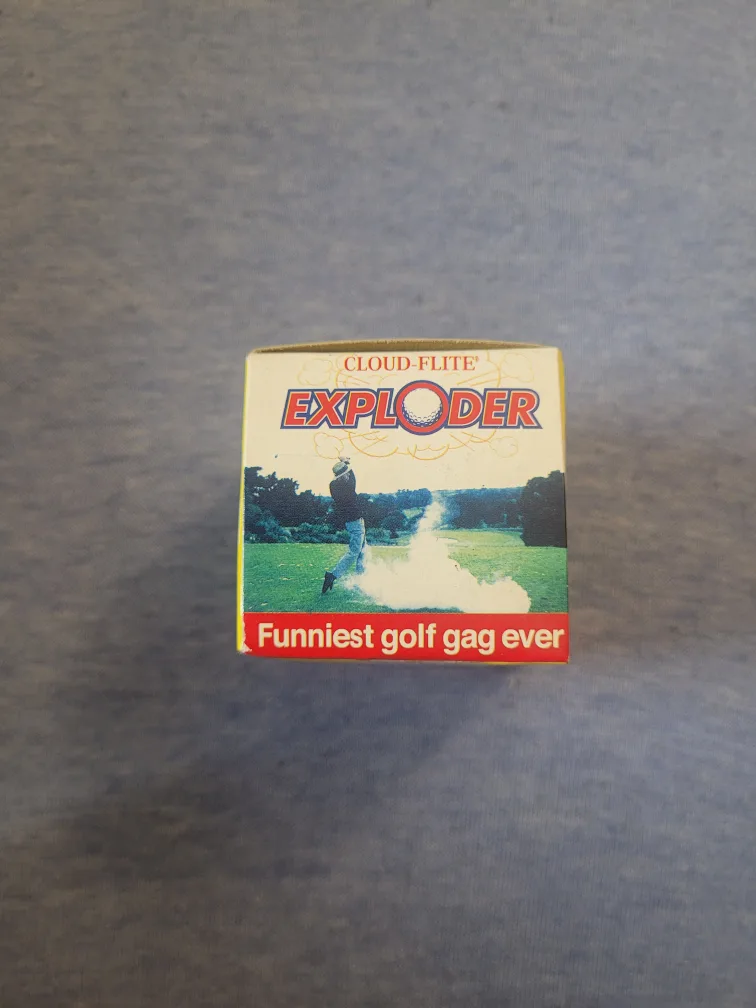 CLOUD-FLITE®
EXPLODER
Funniest golf gag ever